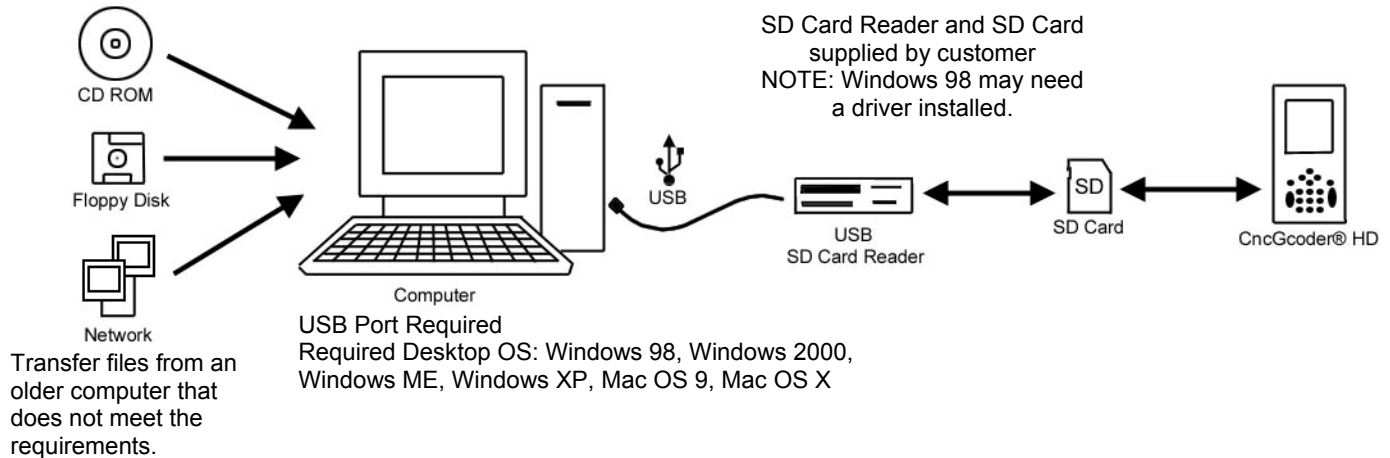 SD Card Reader and SD Card
supplied by customer
NOTE: Windows 98 may need
a driver installed.
CD ROM
Floppy Disk
Network
Transfer files from an
older computer that
does not meet the
requirements.
Computer
USB Port Required
Required Desktop OS: Windows 98, Windows 2000,
Windows ME, Windows XP, Mac OS 9, Mac OS X
USB
USB
SD Card Reader
SD
SD Card
CncGcoder® HD